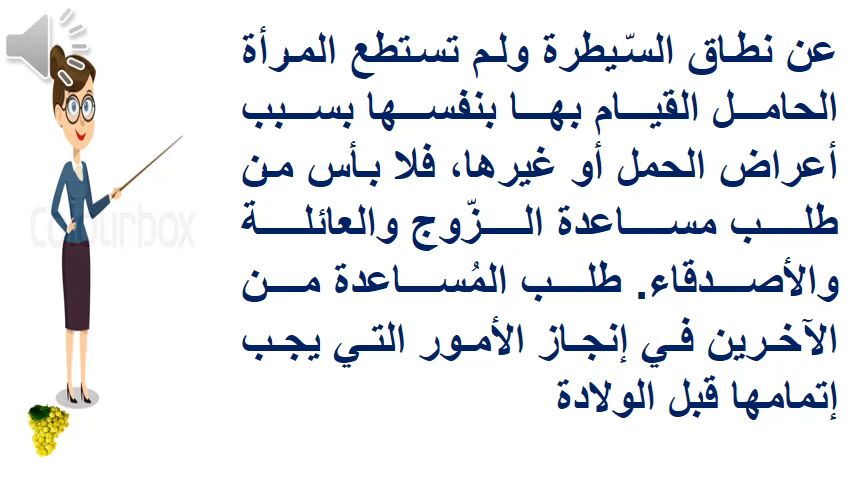 عن نطاق السّيطرة ولم تستطع المرأة
الحامل القيام بها بنفسها بسبب
أعراض الحمل أو غيرها، فلا بأس من
طلب مساعدة الزّوج والعائلة
والأصدقاء. طلب المُساعدة من
الآخرين في إنجاز الأمور التي يجب
إتمامها قبل الولادة
Colourbox